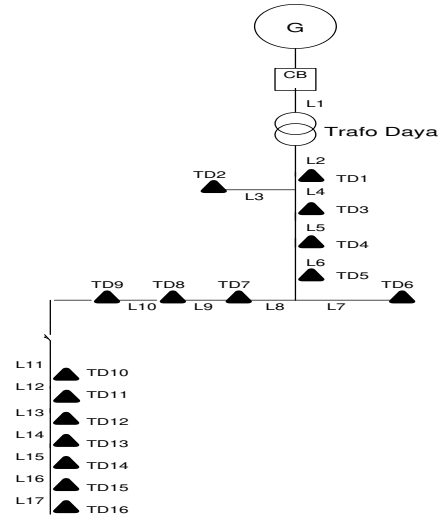 G
CB
L1
Trafo Daya
L2
TD1
TD2
L4
L3
TD3
L5
TD4
L6
TD5
TD9 TD8 TD7 TD6
L10 L9 L8 L7
L11
TD10
L12
TD11
L13
TD12
L14
TD13
L15
TD14
L16
TD15
L17
TD16